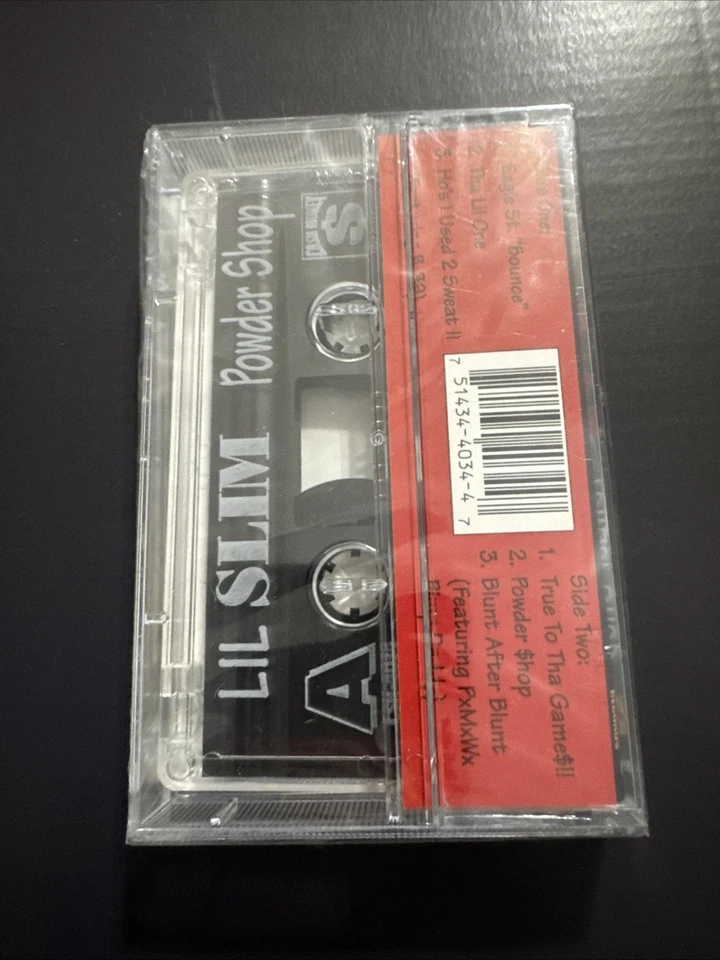 LIL SLIM Powder Shop
A
$
One:
Eagle St. "Bounce"
2. Tha Lil One
3. Ho's I Used 2 Sweat II
7 51434-4034-4 7
Side Two:
1. True To Tha Game$!!
2. Powder $hop
3. Blunt After Blunt
(Featuring PxMxWx